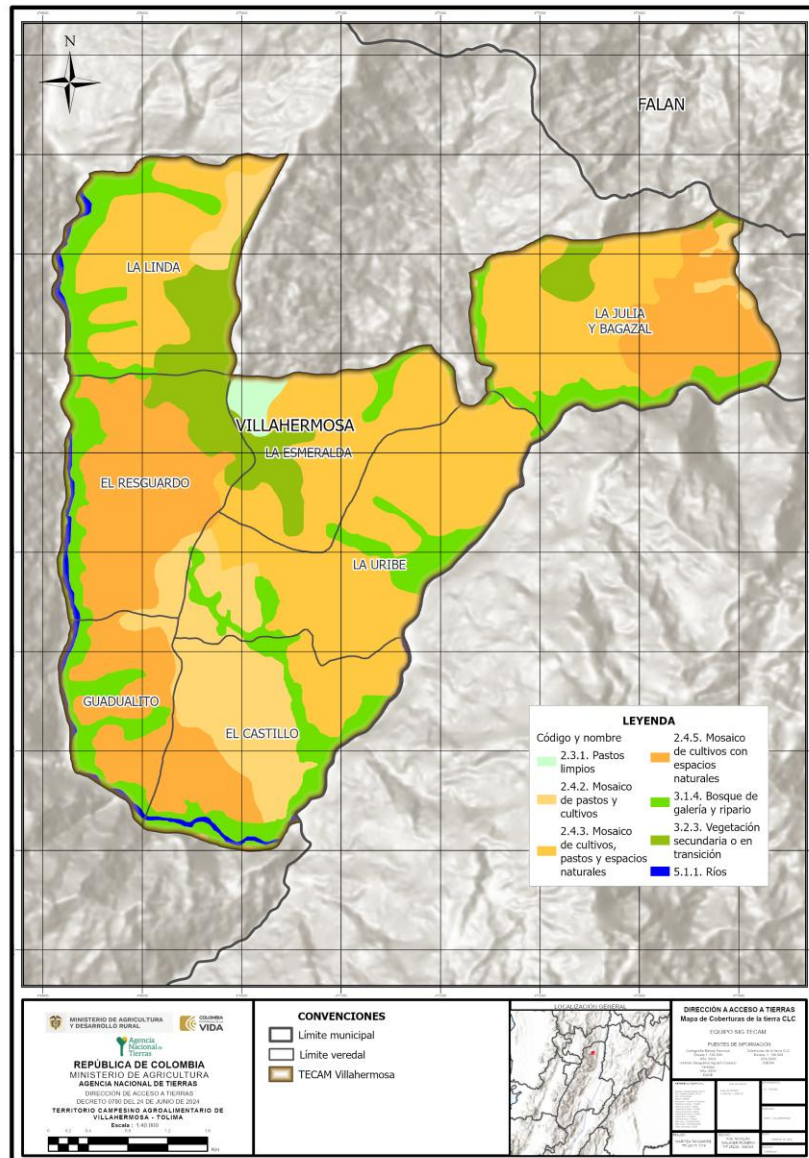 N
FALAN
LA LINDA
LA JULIA
Y BAGAZAL
VILLAHERMOSA
LA ESMERALDA
EL RESGUARDO
LA URIBE
GUADUALITO
EL CASTILLO
LEYENDA
Código y nombre
2.3.1. Pastos
limpios
2.4.2. Mosaico
de pastos y
cultivos
2.4.3. Mosaico
de cultivos,
pastos y espacios
naturales
2.4.5. Mosaico
de cultivos con
espacios
naturales
3.1.4. Bosque de
galería y ripario
3.2.3. Vegetación
secundaria o en
transición
5.1.1. Ríos
MINISTERIO DE AGRICULTURA
Y DESARROLLO RURAL
COLOMBIA
VIDA
Agencia
Nacional de
Tierras
REPÚBLICA DE COLOMBIA
MINISTERIO DE AGRICULTURA
AGENCIA NACIONAL DE TIERRAS
DIRECCIÓN DE ACCESO A TIERRAS
DECRETO 0780 DEL 24 DE JUNIO DE 2024
TERRITORIO CAMPESINO AGROALIMENTARIO DE
VILLAHERMOSA - TOLIMA
Escala : 1:40.000
Km
CONVENCIONES
Límite municipal
Límite veredal
TECAM Villahermosa
LOCALIZACIÓN GENERAL
DIRECCIÓN A ACCESO A TIERRAS
Mapa de Coberturas de la tierra CLC
EQUIPO SIG-TECAM
FUENTES DE INFORMACIÓN: